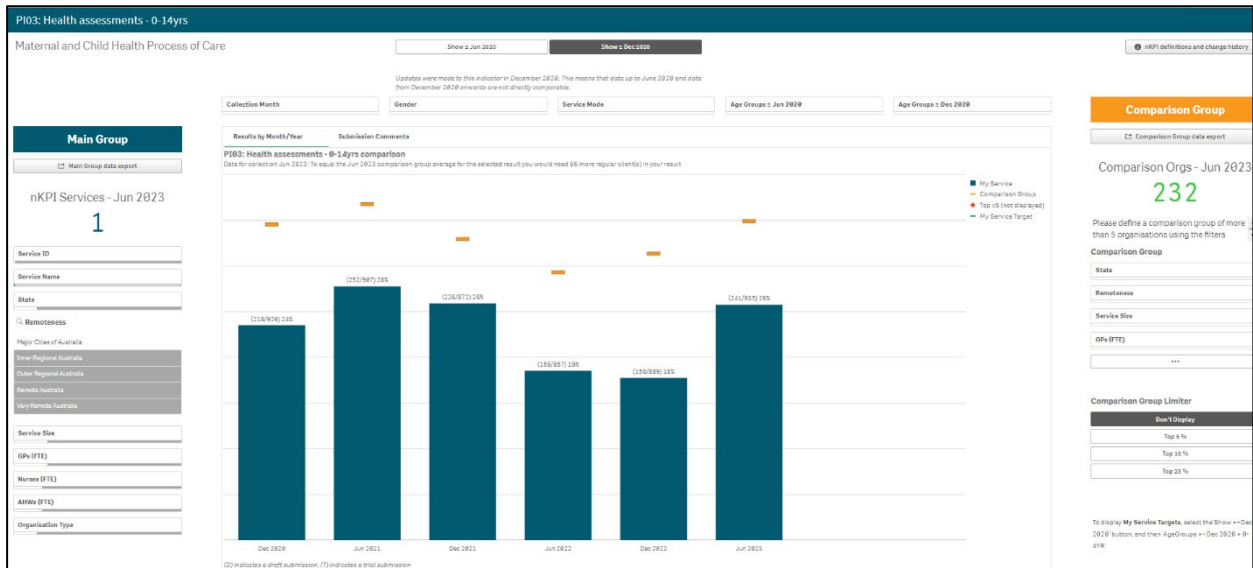 PI03: Health assessments - 0-14yrs
Maternal and Child Health Process of Care
Show ≤ Jun 2020
Show ≥ Dec 2020
nKPI definitions and change history
Updates were made to this indicator in December 2020. This means that data up to June 2020 and data
from December 2020 onwards are not directly comparable.
Collection Month
Gender
Service Mode
Age Groups ≤ Jun 2020
Age Groups ≥ Dec 2020
Main Group
Main Group data export
nKPI Services - Jun 2023
1
Service ID
Service Name
State
Remoteness
Major Cities of Australia
Inner Regional Australia
Outer Regional Australia
Remote Australia
Very Remote Australia
Service Size
GPs (FTE)
Nurses (FTE)
AHWs (FTE)
Organisation Type
Results by Month/Year
Submission Comments
PI03: Health assessments - 0-14yrs comparison
Data for collection Jun 2023: To equal the Jun 2023 comparison group average for the selected result you would need 86 more regular client(s) in your result
My Service
Comparison Group
Top x% (not displayed)
My Service Target
(218/926) 24%
(252/907) 28%
(226/872) 26%
(158/889) 18%
Dec 2020
Jun 2021
Dec 2021
Jun 2022
Dec 2022
Jun 2023
(D) indicates a draft submission, (T) indicates a trial submission
Comparison Group
Comparison Group data export
Comparison Orgs - Jun 2023
232
Please define a comparison group of more
than 5 organisations using the filters
Comparison Group
State
Remoteness
Service Size
GPs (FTE)
...
Comparison Group Limiter
Don't Display
Top 5 %
Top 10 %
Top 25 %
To display My Service Targets, select the 'Show >=Dec
2020' button, and then 'AgeGroups >=Dec 2020 > 0-
4YR'